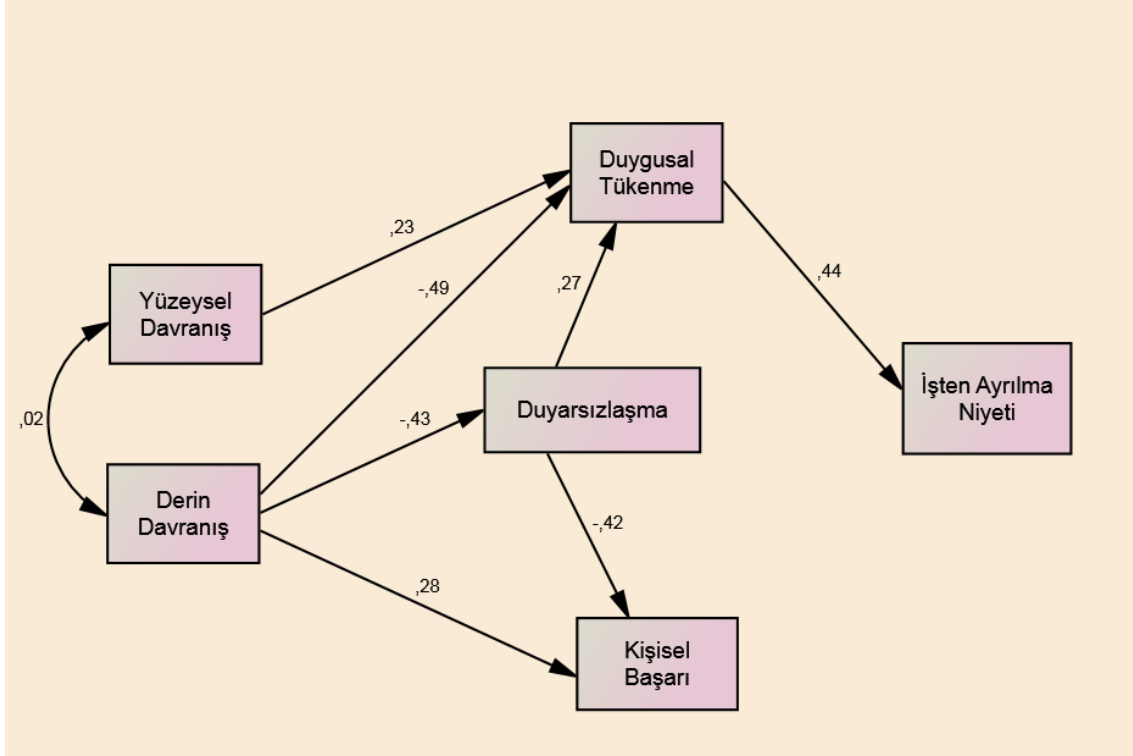 Duygusal
Tükenme
,23
,44
-,49
,27
Yüzeysel
Davranış
İşten Ayrılma
Niyeti
Duyarsızlaşma
,02
-,43
Derin
Davranış
-,42
,28
Kişisel
Başarı